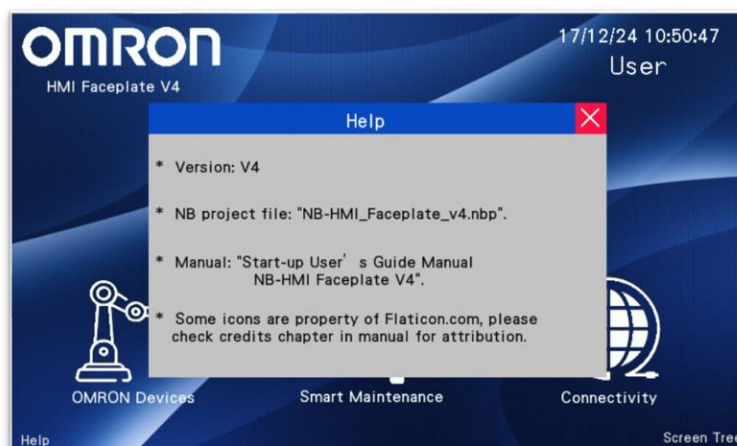 OMRON
17/12/24 10:50:47
HMI Faceplate V4
User
Help
* Version: V4
* NB project file: "NB-HMI_Faceplate_v4.nbp".
* Manual: "Start-up User's Guide Manual
NB-HMI Faceplate V4".
* Some icons are property of Flaticon.com, please
check credits chapter in manual for attribution.
OMRON Devices
Smart Maintenance
Connectivity
Help
Screen Tree